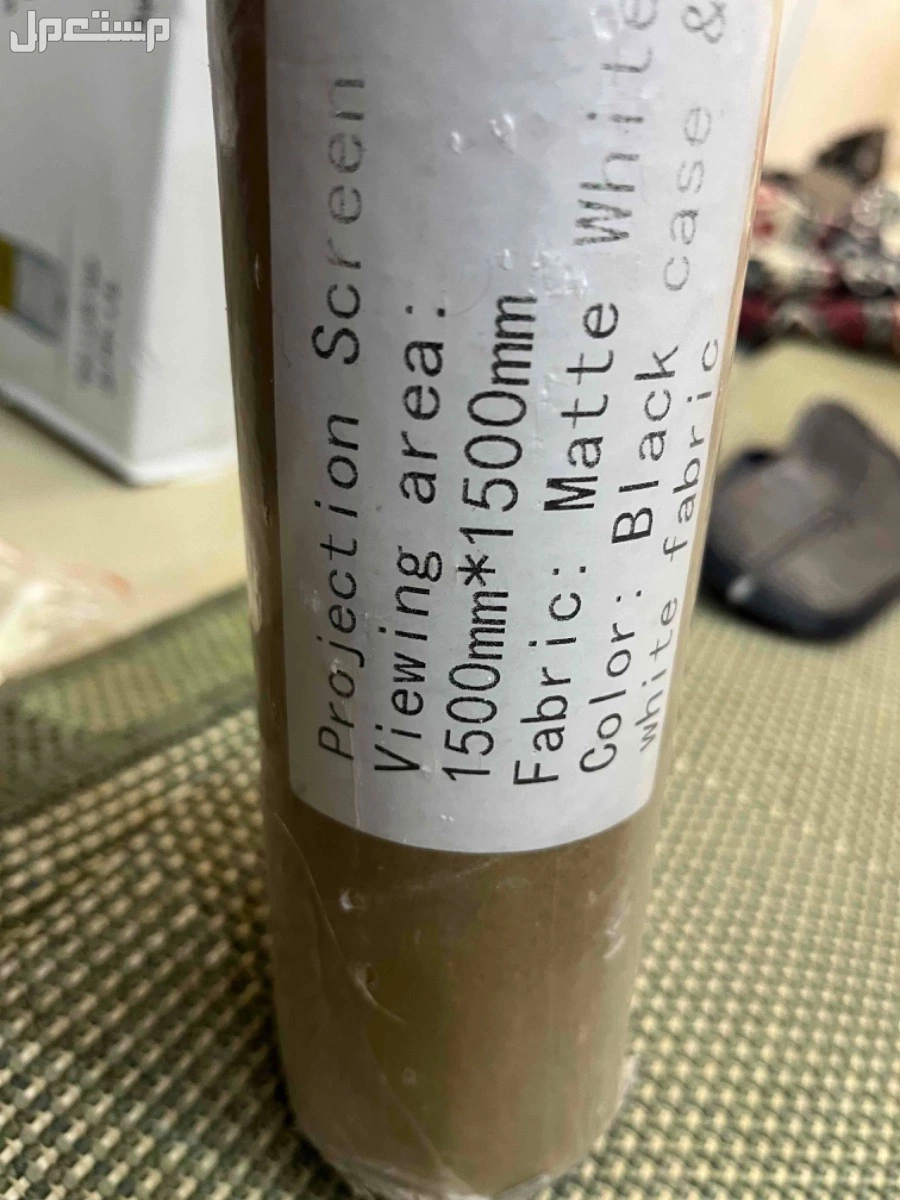 مستعمل
Projection Screen
Viewing area:
1500mm*1500mm
Fabric: Matte White
Color: Black case &
white fabric